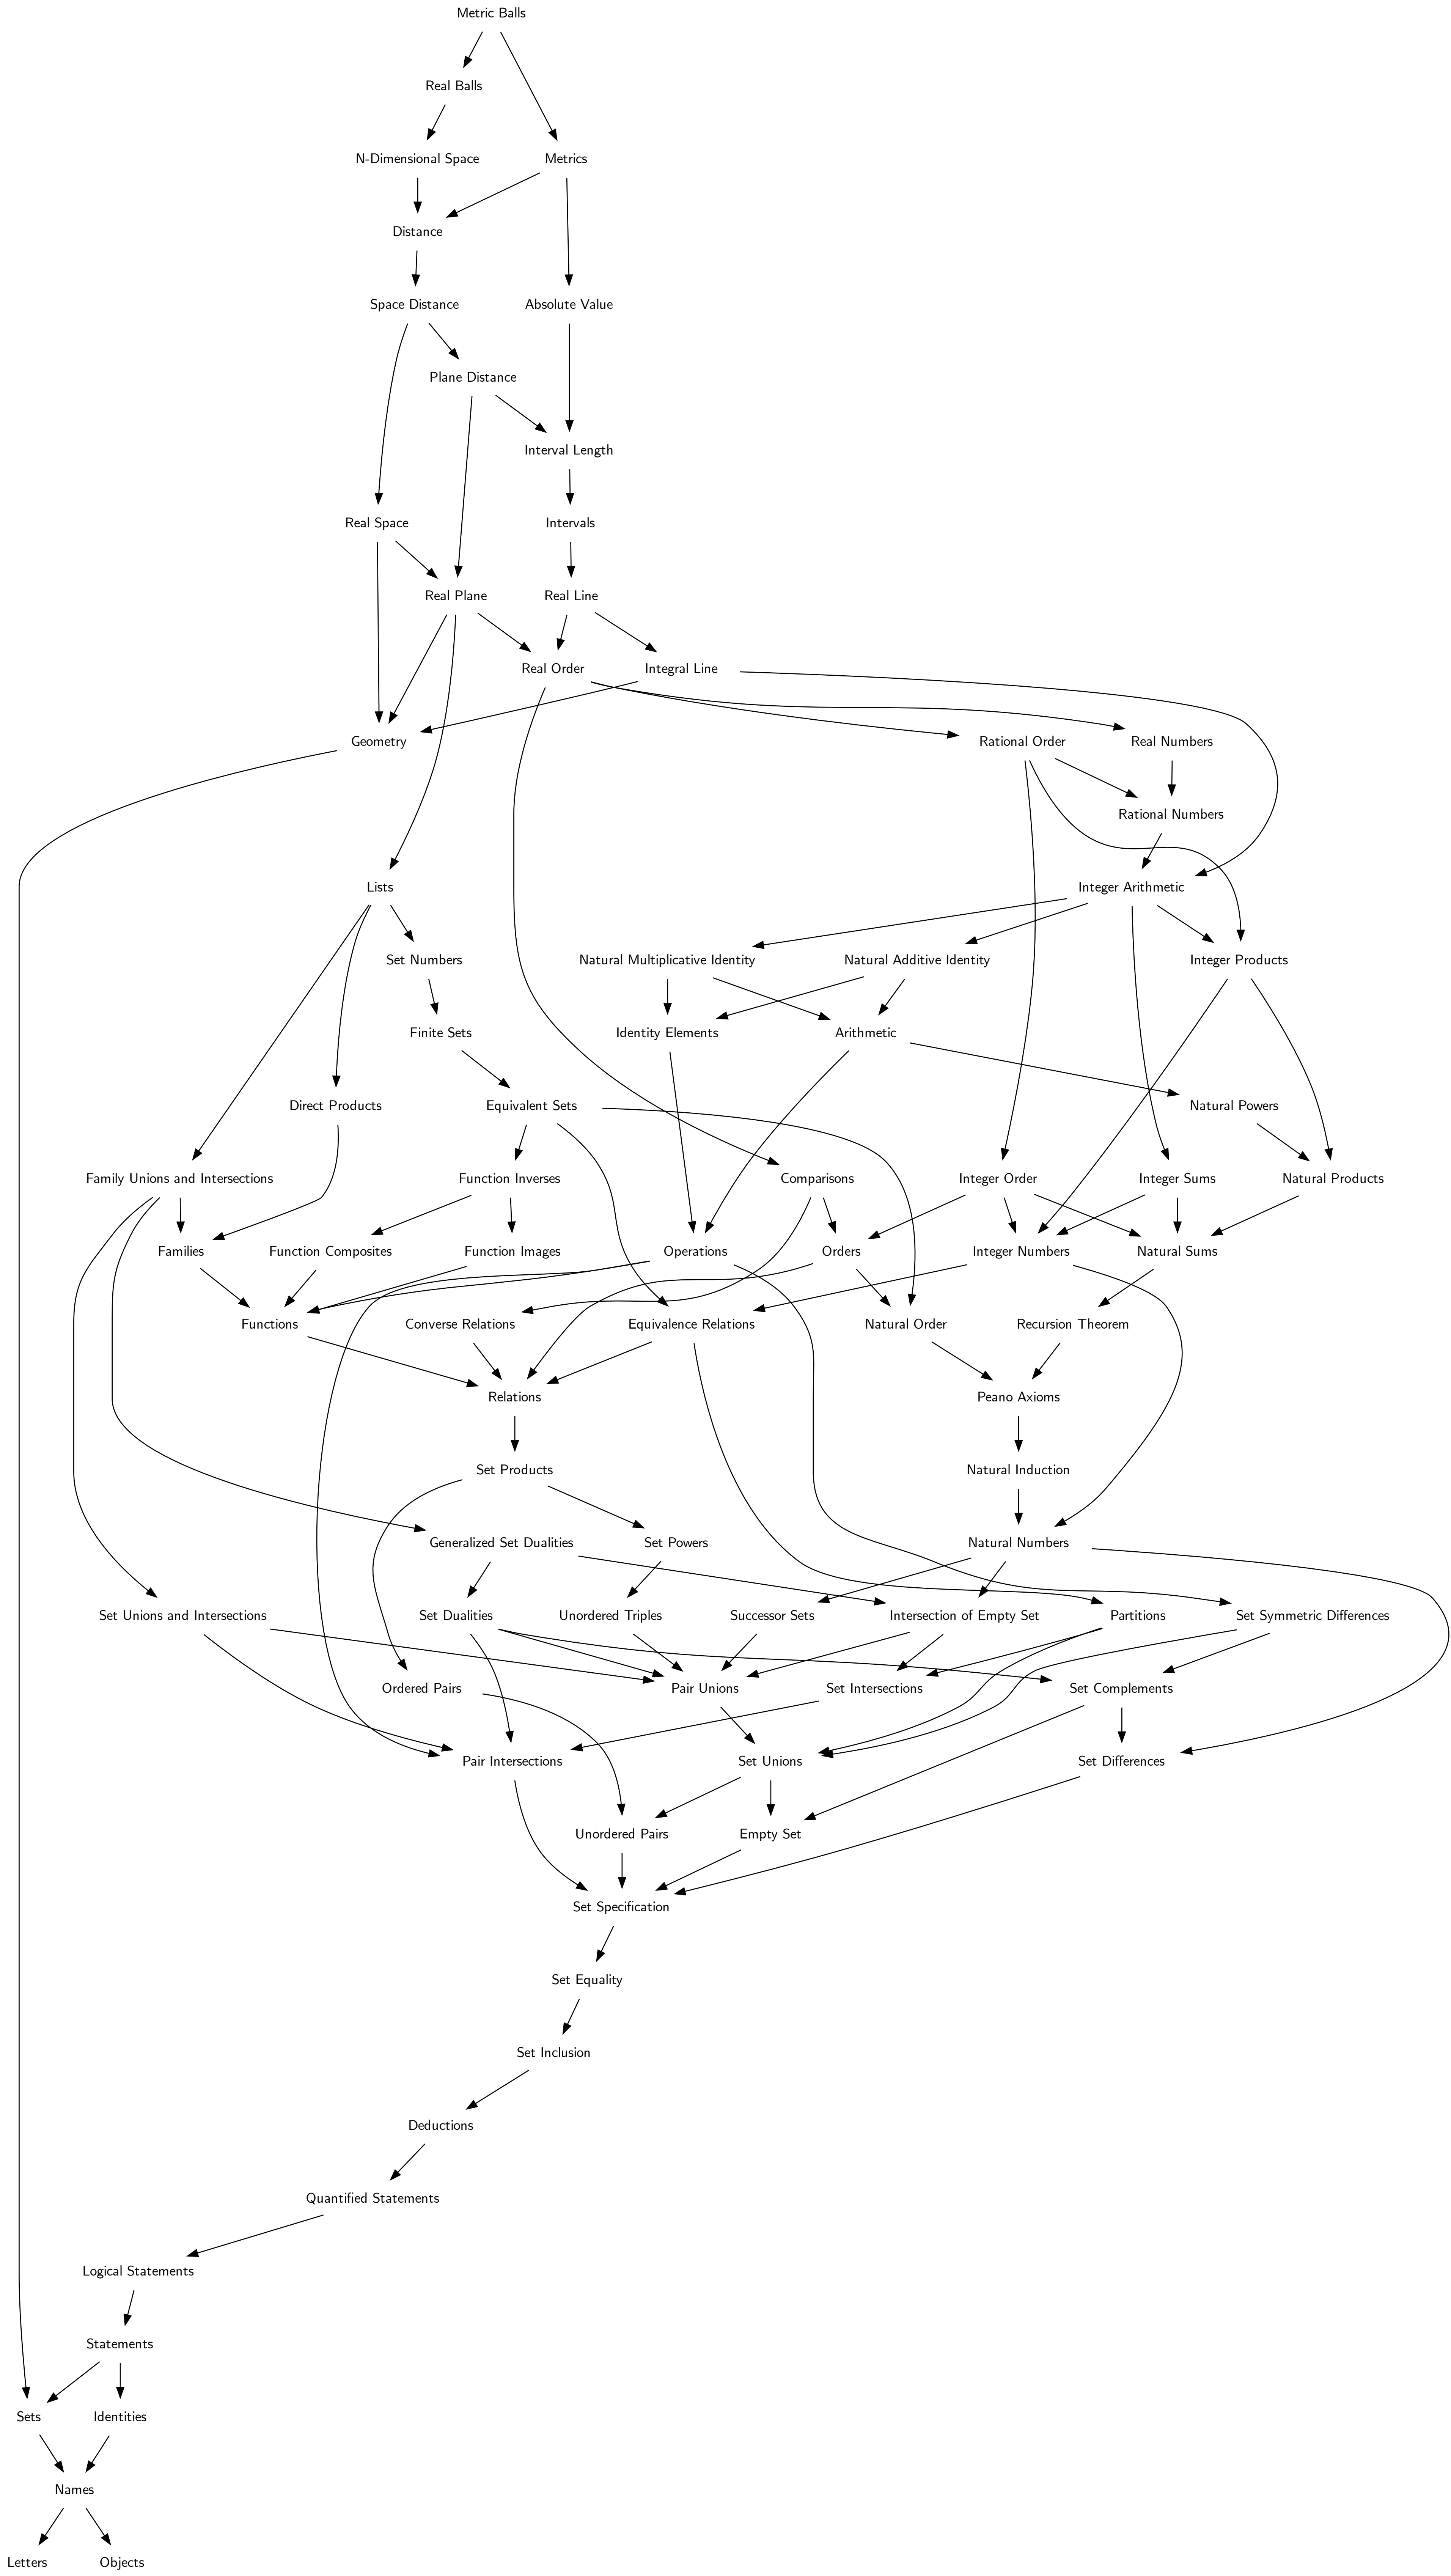 Metric Balls
Real Balls
N-Dimensional Space
Metrics
Distance
Space Distance
Absolute Value
Plane Distance
Interval Length
Real Space
Intervals
Real Plane
Real Line
Real Order
Integral Line
Geometry
Rational Order
Real Numbers
Rational Numbers
Lists
Integer Arithmetic
Set Numbers
Natural Multiplicative Identity
Natural Additive Identity
Integer Products
Finite Sets
Identity Elements
Arithmetic
Direct Products
Equivalent Sets
Natural Powers
Family Unions and Intersections
Function Inverses
Comparisons
Integer Order
Integer Sums
Natural Products
Families
Function Composites
Function Images
Operations
Orders
Integer Numbers
Natural Sums
Functions
Converse Relations
Equivalence Relations
Natural Order
Recursion Theorem
Relations
Peano Axioms
Set Products
Natural Induction
Generalized Set Dualities
Set Powers
Natural Numbers
Set Unions and Intersections
Set Dualities
Unordered Triples
Successor Sets
Intersection of Empty Set
Partitions
Set Symmetric Differences
Ordered Pairs
Pair Unions
Set Intersections
Set Complements
Pair Intersections
Set Unions
Set Differences
Unordered Pairs
Empty Set
Set Specification
Set Equality
Set Inclusion
Deductions
Quantified Statements
Logical Statements
Statements
Sets
Identities
Names
Letters
Objects